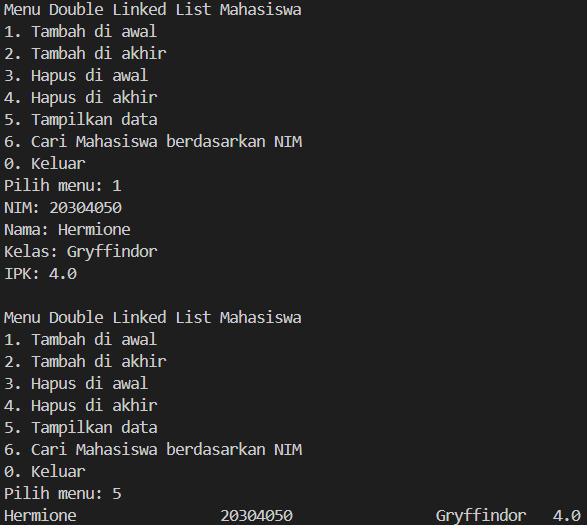 Menu Double Linked List Mahasiswa
1. Tambah di awal
2. Tambah di akhir
3. Hapus di awal
4. Hapus di akhir
5. Tampilkan data
6. Cari Mahasiswa berdasarkan NIM
0. Keluar
Pilih menu: 1
NIM: 20304050
Nama: Hermione
Kelas: Gryffindor
IPK: 4.0

Menu Double Linked List Mahasiswa
1. Tambah di awal
2. Tambah di akhir
3. Hapus di awal
4. Hapus di akhir
5. Tampilkan data
6. Cari Mahasiswa berdasarkan NIM
0. Keluar
Pilih menu: 5
Hermione 20304050 Gryffindor 4.0